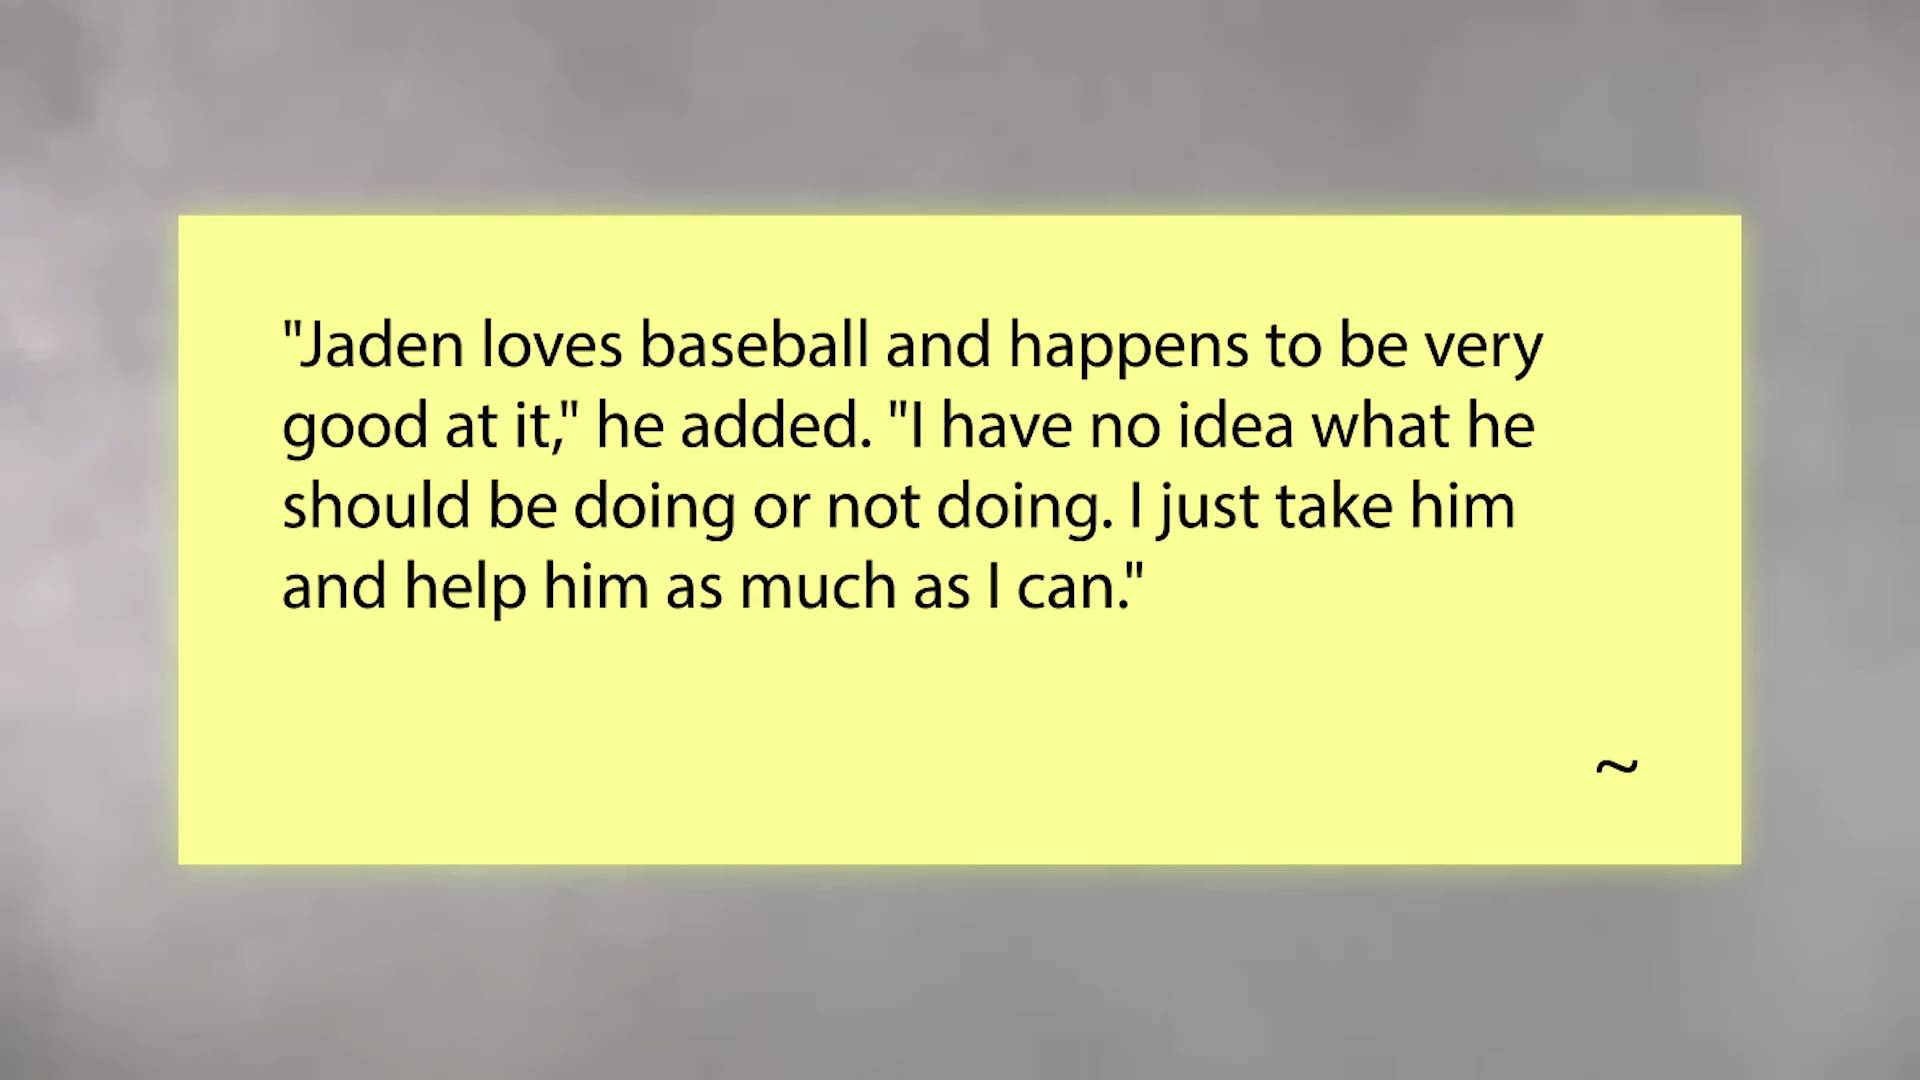 "Jaden loves baseball and happens to be very
good at it," he added. "I have no idea what he
should be doing or not doing. I just take him
and help him as much as I can."
~